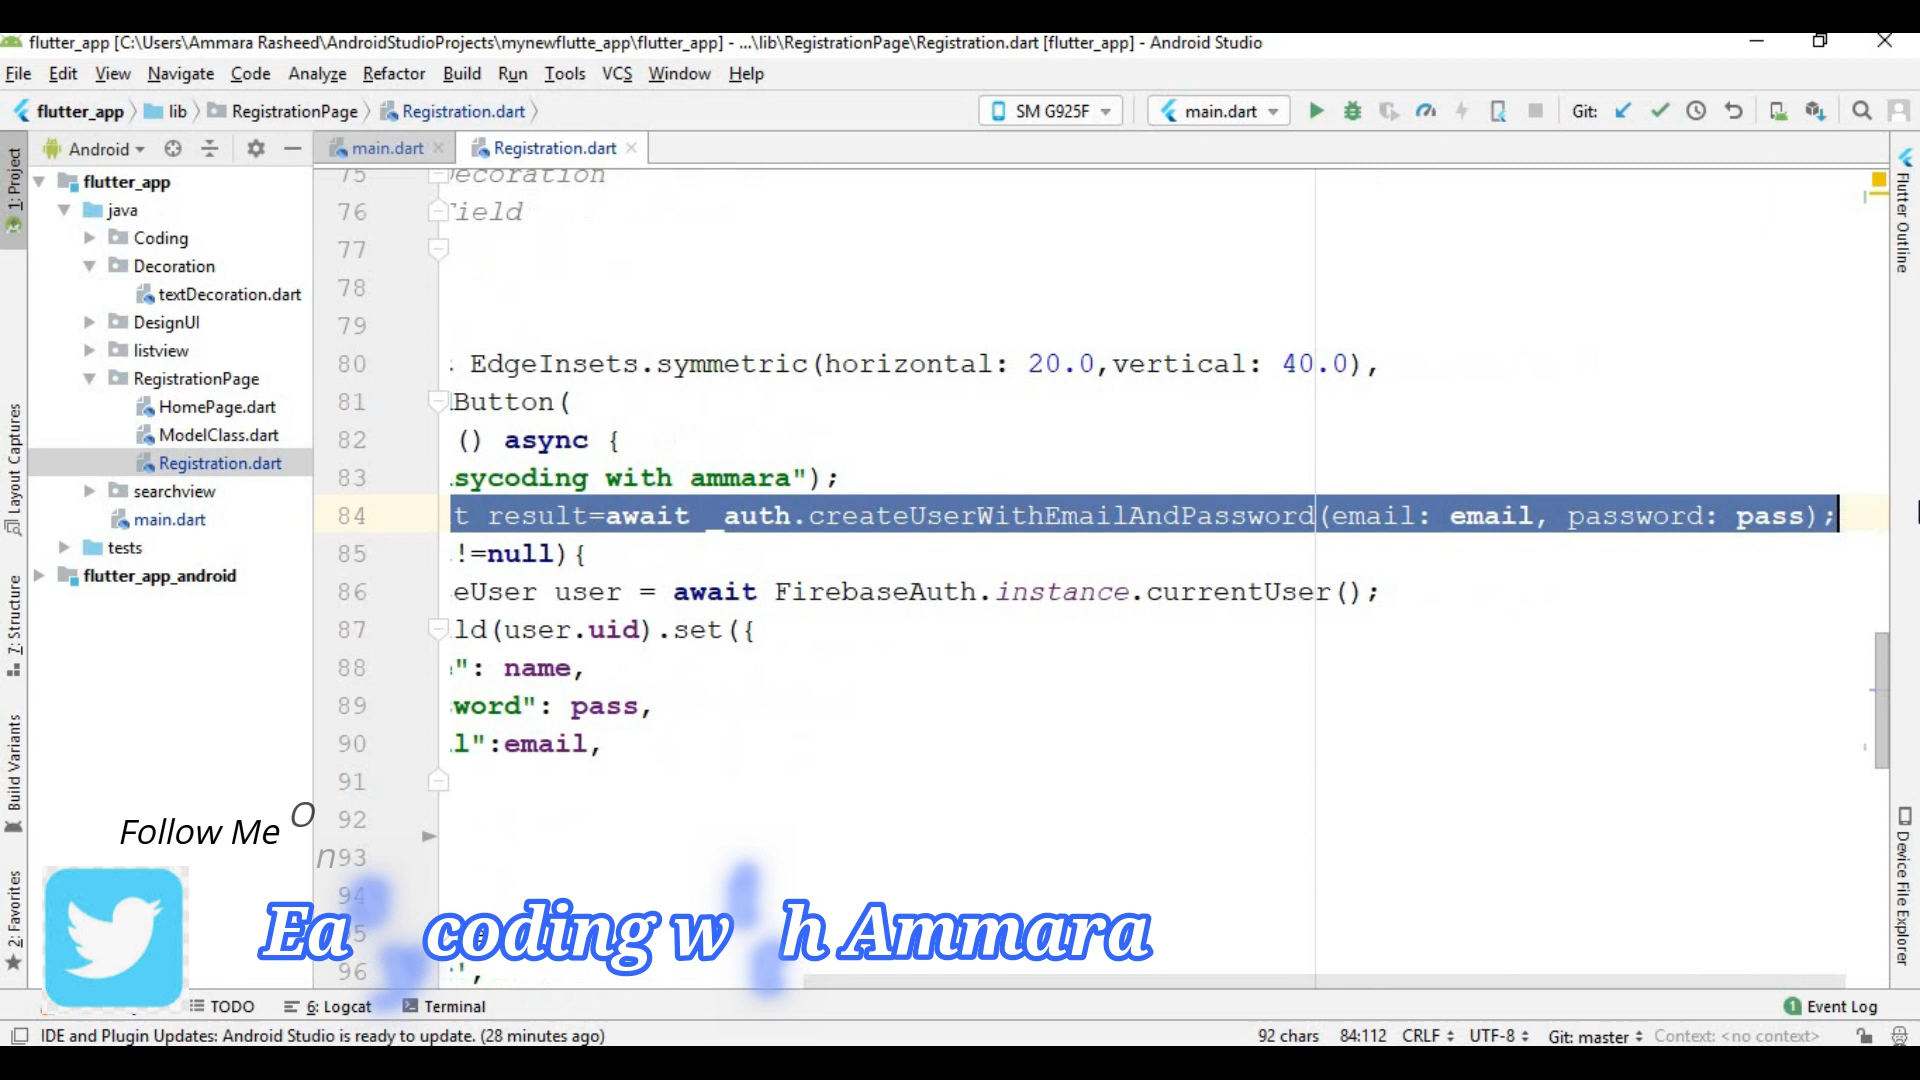 flutter_app [C:\Users\Ammara Rasheed\AndroidStudioProjects\mynewflutte_app\flutter_app] - ...\lib\RegistrationPage\Registration.dart [flutter_app] - Android Studio
File Edit View Navigate Code Analyze Refactor Build Run Tools VCS Window Help
flutter_app lib RegistrationPage Registration.dart SM G925F main.dart Git:
Android main.dart Registration.dart
1: Project
Layout Captures
7: Structure
Build Variants
2: Favorites
flutter_app
java
Coding
Decoration
textDecoration.dart
DesignUI
listview
RegistrationPage
HomePage.dart
ModelClass.dart
Registration.dart
searchview
main.dart
tests
flutter_app_android
75 Decoration
76 Field
77
78
79
80 : EdgeInsets.symmetric(horizontal: 20.0,vertical: 40.0),
81 Button(
82 () async {
83 sycoding with ammara");
84 t result=await _auth.createUserWithEmailAndPassword(email: email, password: pass);
85 !=null){
86 eUser user = await FirebaseAuth.instance.currentUser();
87 ld(user.uid).set({
88 ": name,
89 word": pass,
90 l":email,
91
92
93
94
96 ',
Flutter Outline
Device File Explorer
Follow Me On
Ea coding w h Ammara
TODO 6: Logcat Terminal Event Log
IDE and Plugin Updates: Android Studio is ready to update. (28 minutes ago) 92 chars 84:112 CRLF UTF-8 Git: master Context: <no context>